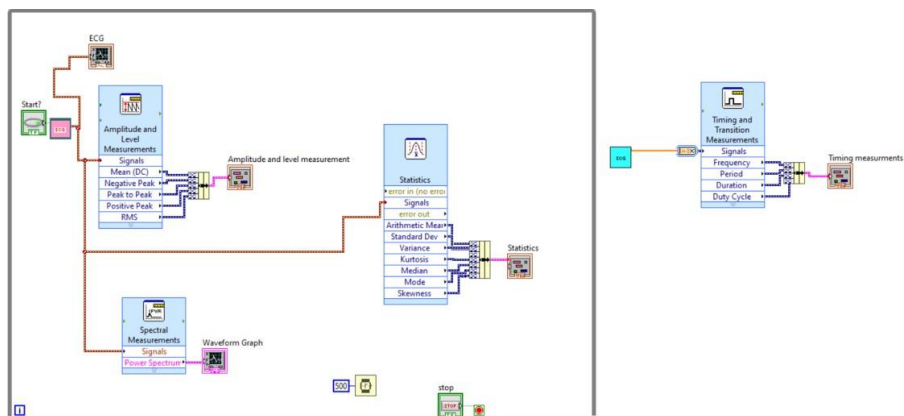 ECG
Start?
Amplitude and
Level
Measurements
Signals
Mean (DC)
Negative Peak
Peak to Peak
Positive Peak
RMS
Amplitude and level measurement
Statistics
error in (no erro
Signals
error out
Arithmetic Mean
Standard Dev
Variance
Kurtosis
Median
Mode
Skewness
Statistics
Spectral
Measurements
Signals
Power Spectrum
Waveform Graph
500
stop
STOP
i
Timing and
Transition
Measurements
Signals
Frequency
Period
Duration
Duty Cycle
Timing measurments